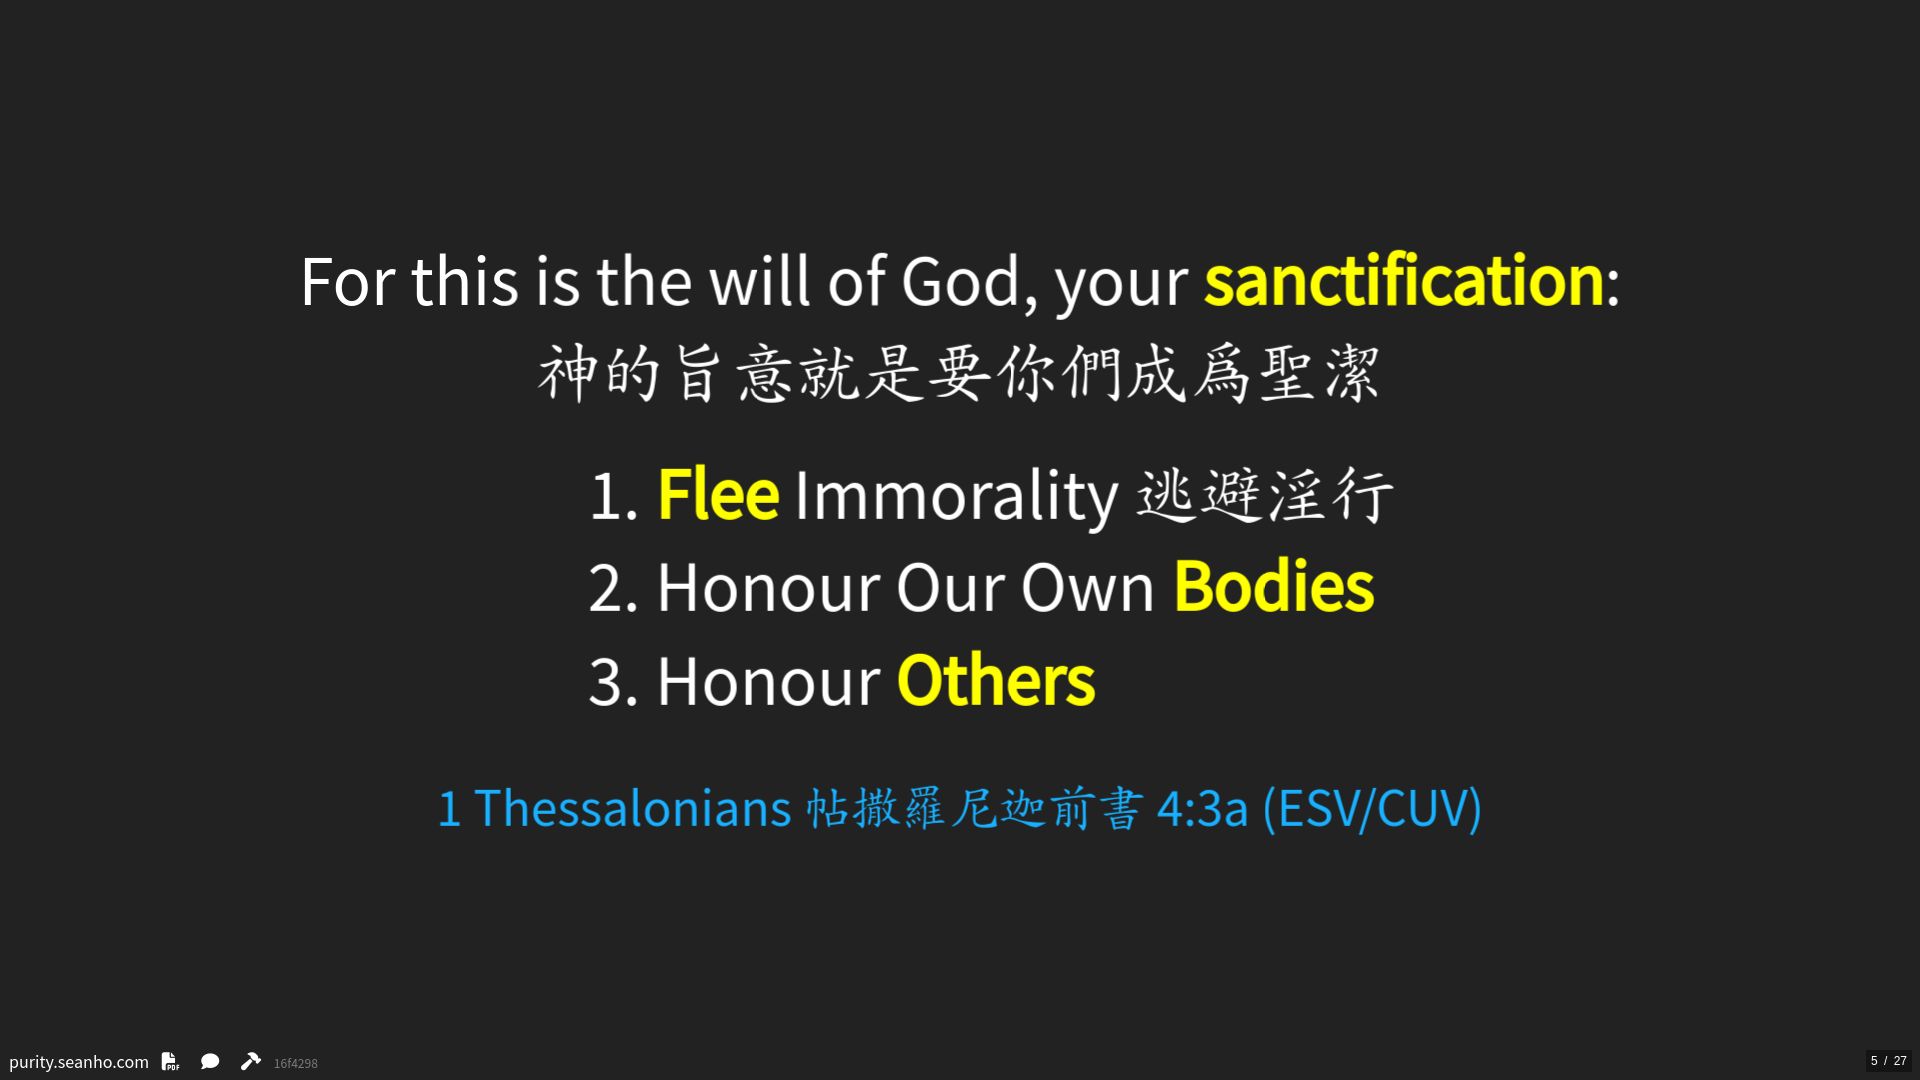 For this is the will of God, your sanctification:
神的旨意就是要你們成爲聖潔
1. Flee Immorality 逃避淫行
2. Honour Our Own Bodies
3. Honour Others
1 Thessalonians 帖撒羅尼迦前書 4:3a (ESV/CUV)
purity.seanho.com PDF 16f4298
5 / 27